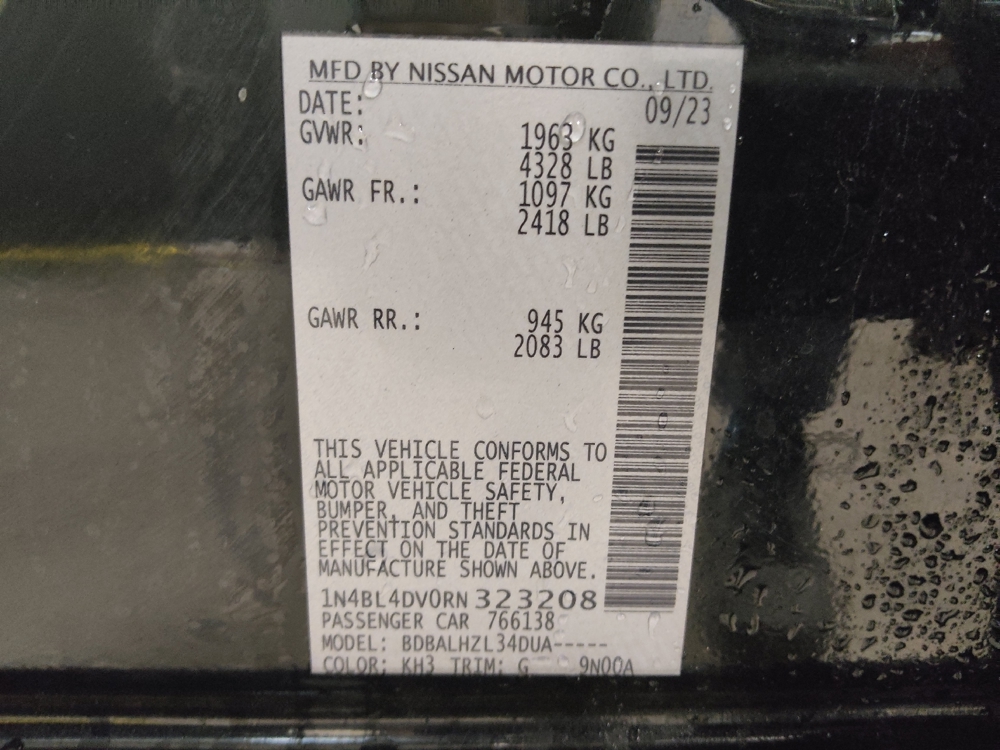 MFD BY NISSAN MOTOR CO., LTD.
DATE: 09/23
GVWR: 1963 KG
4328 LB
GAWR FR.: 1097 KG
2418 LB
GAWR RR.: 945 KG
2083 LB
THIS VEHICLE CONFORMS TO
ALL APPLICABLE FEDERAL
MOTOR VEHICLE SAFETY,
BUMPER, AND THEFT
PREVENTION STANDARDS IN
EFFECT ON THE DATE OF
MANUFACTURE SHOWN ABOVE.
1N4BL4DV0RN323208
PASSENGER CAR 766138
MODEL: BDBALHZL34DUA-----
COLOR: KH3 TRIM: G 9N00A